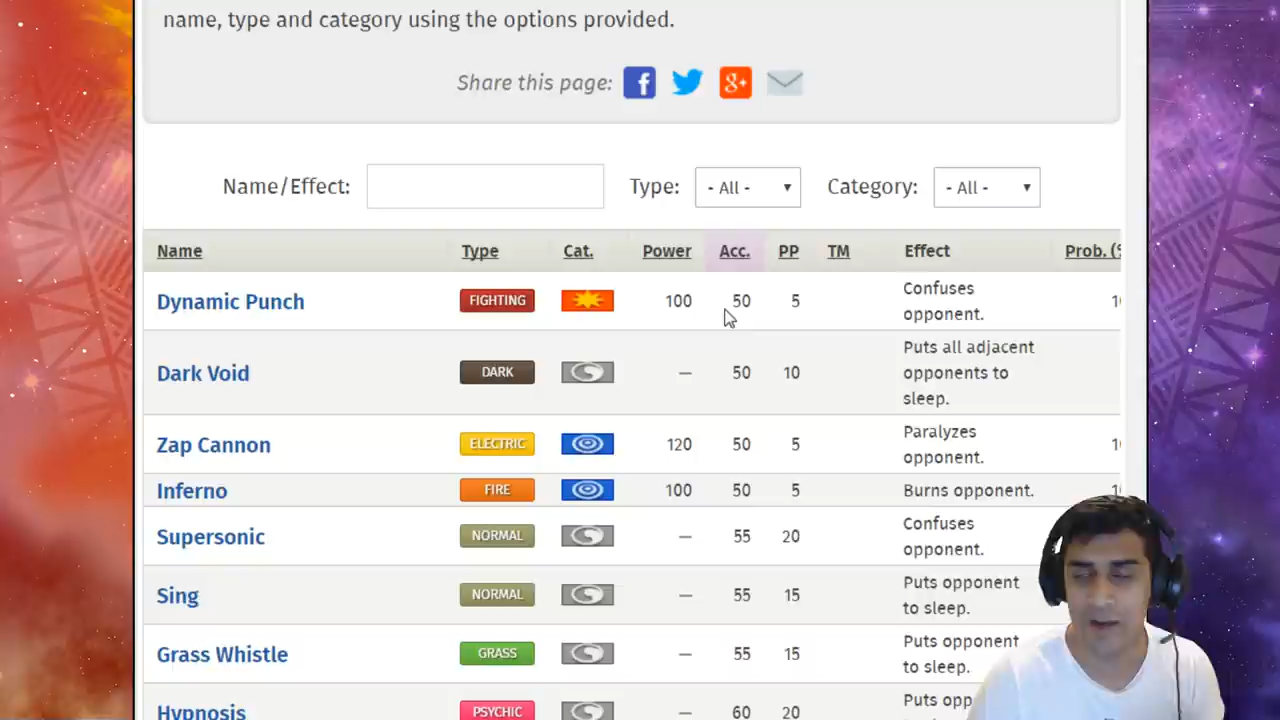 name, type and category using the options provided.
Share this page:
Name/Effect: Type: - All - Category: - All -
Name Type Cat. Power Acc. PP TM Effect Prob. (%
Dynamic Punch FIGHTING 100 50 5 Confuses opponent.
Dark Void DARK — 50 10 Puts all adjacent opponents to sleep.
Zap Cannon ELECTRIC 120 50 5 Paralyzes opponent.
Inferno FIRE 100 50 5 Burns opponent.
Supersonic NORMAL — 55 20 Confuses opponent.
Sing NORMAL — 55 15 Puts opponent to sleep.
Grass Whistle GRASS — 55 15 Puts opponent to sleep.
Hypnosis PSYCHIC — 60 20 Puts